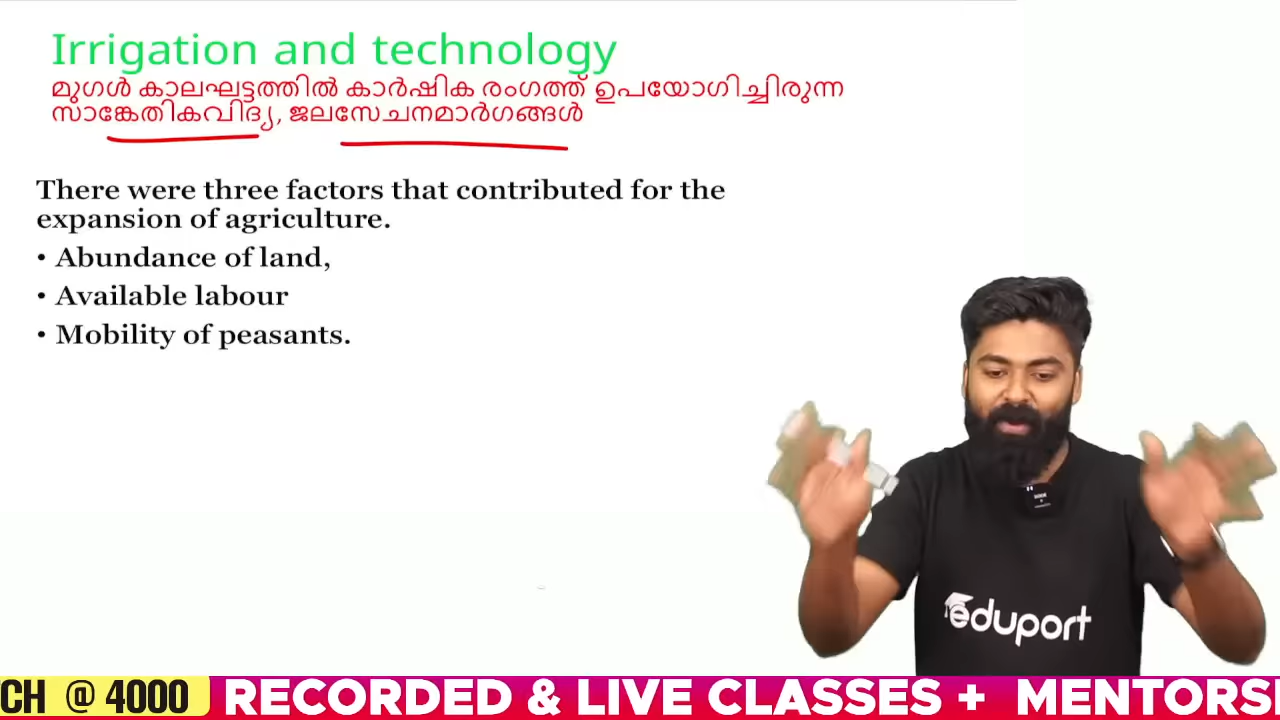 Irrigation and technology
മുഗൾ കാലഘട്ടത്തിൽ കാർഷിക രംഗത്ത് ഉപയോഗിച്ചിരുന്ന
സാങ്കേതികവിദ്യ, ജലസേചനമാർഗങ്ങൾ
There were three factors that contributed for the
expansion of agriculture.
• Abundance of land,
• Available labour
• Mobility of peasants.
eduport
TCH @ 4000 RECORDED & LIVE CLASSES + MENTORS